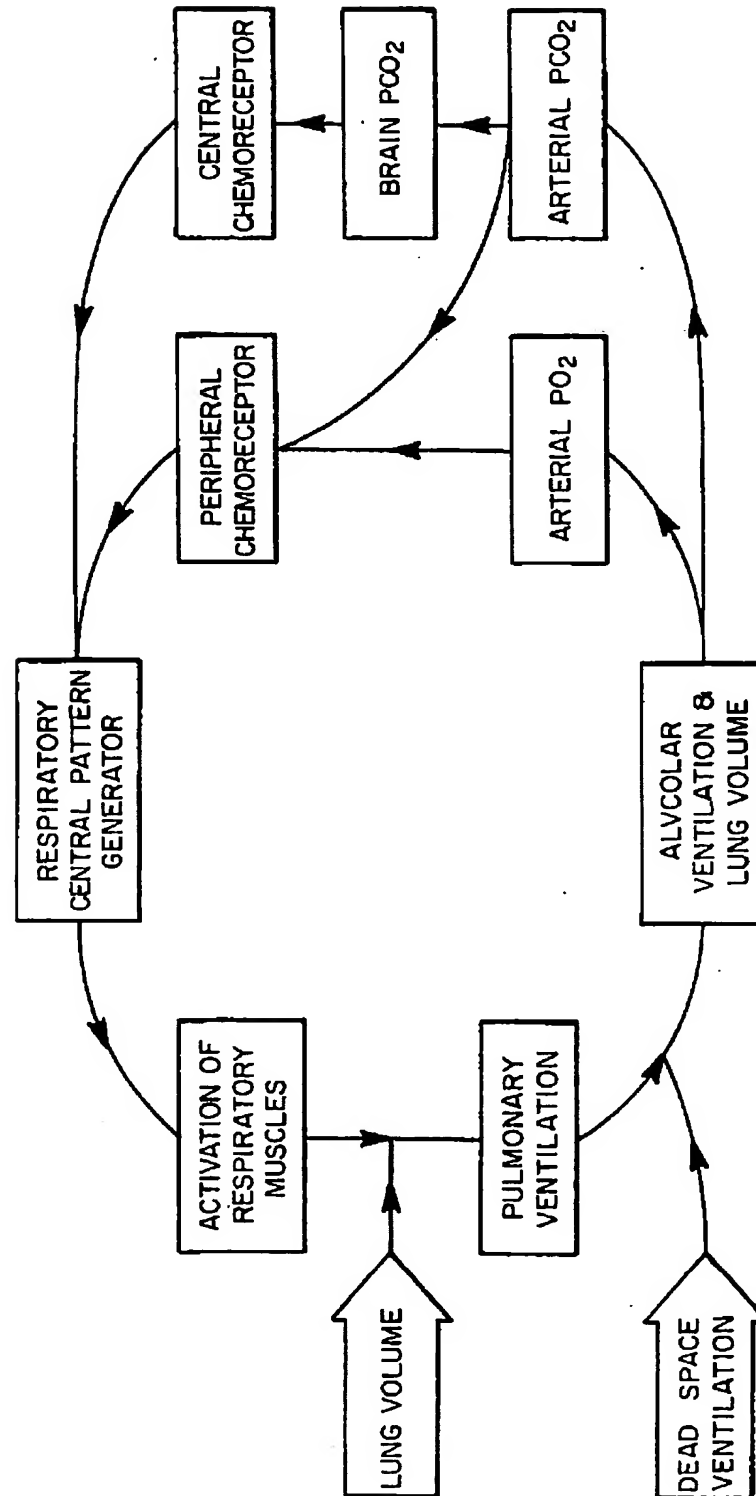 RESPIRATORY
CENTRAL PATTERN
GENERATOR
ACTIVATION OF
RESPIRATORY
MUSCLES
PERIPHERAL
CHEMORECEPTOR
CENTRAL
CHEMORECEPTOR
LUNG VOLUME
BRAIN PCO₂
PULMONARY
VENTILATION
ARTERIAL PO₂
ARTERIAL PCO₂
DEAD SPACE
VENTILATION
ALVCOLAR
VENTILATION &
LUNG VOLUME